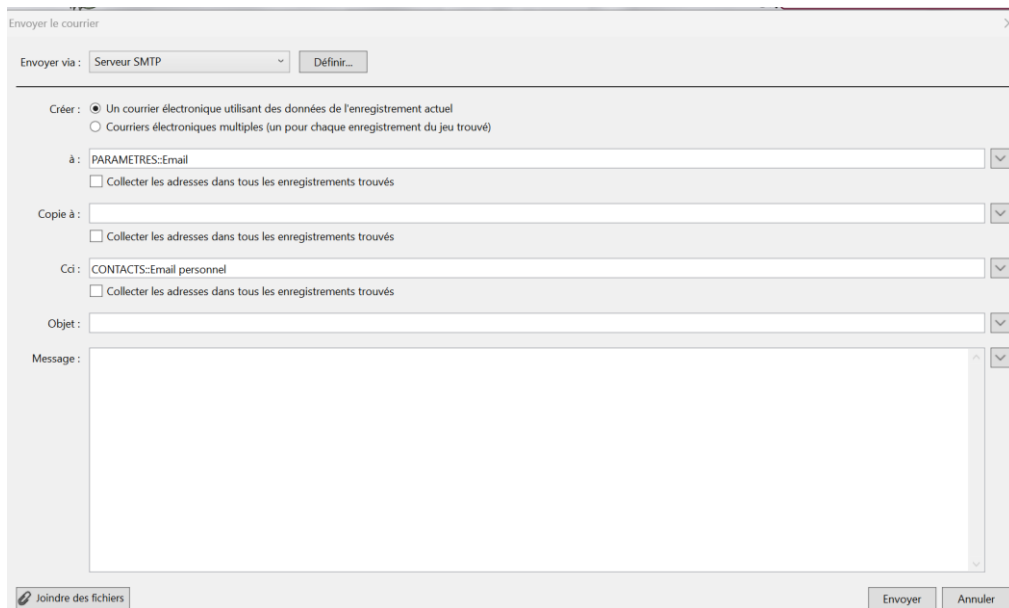 Envoyer le courrier
Envoyer via : Serveur SMTP Définir...
Créer : Un courrier électronique utilisant des données de l'enregistrement actuel
Courriers électroniques multiples (un pour chaque enregistrement du jeu trouvé)
à : PARAMETRES::Email
Collecter les adresses dans tous les enregistrements trouvés
Copie à :
Collecter les adresses dans tous les enregistrements trouvés
Cci : CONTACTS::Email personnel
Collecter les adresses dans tous les enregistrements trouvés
Objet :
Message :
Joindre des fichiers Envoyer Annuler